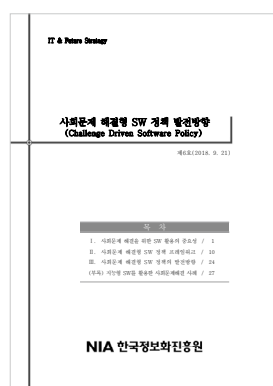 IT & Future Strategy
사회문제 해결형 SW 정책 발전방향
(Challenge Driven Software Policy)
제6호(2016. 9. 21)
목 차
Ⅰ. 사회문제 해결을 위한 SW 활용의 중요성 / 1
Ⅱ. 사회문제 해결형 SW 정책 프레임워크 / 10
Ⅲ. 사회문제 해결형 SW 정책의 발전방향 / 24
(부록) 지능형 SW를 활용한 사회문제해결 사례 / 27
NIA 한국정보화진흥원